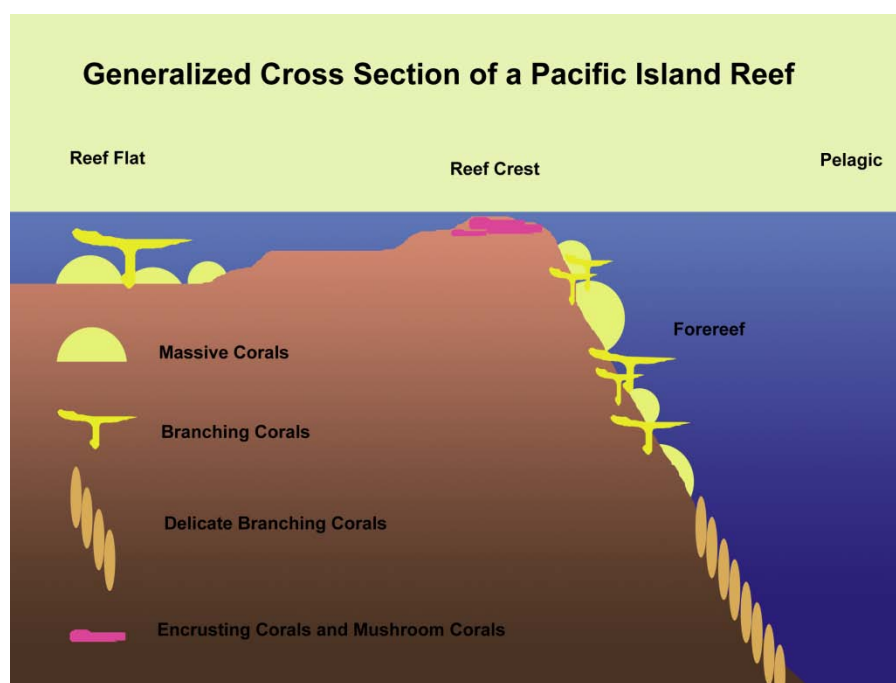 Generalized Cross Section of a Pacific Island Reef
Reef Flat
Reef Crest
Pelagic
Forereef
Massive Corals
Branching Corals
Delicate Branching Corals
Encrusting Corals and Mushroom Corals